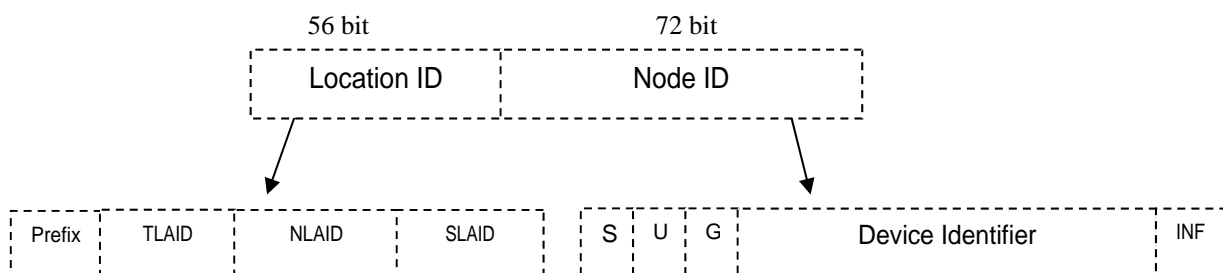 56 bit 72 bit
Location ID Node ID
Prefix TLAID NLAID SLAID S U G Device Identifier INF